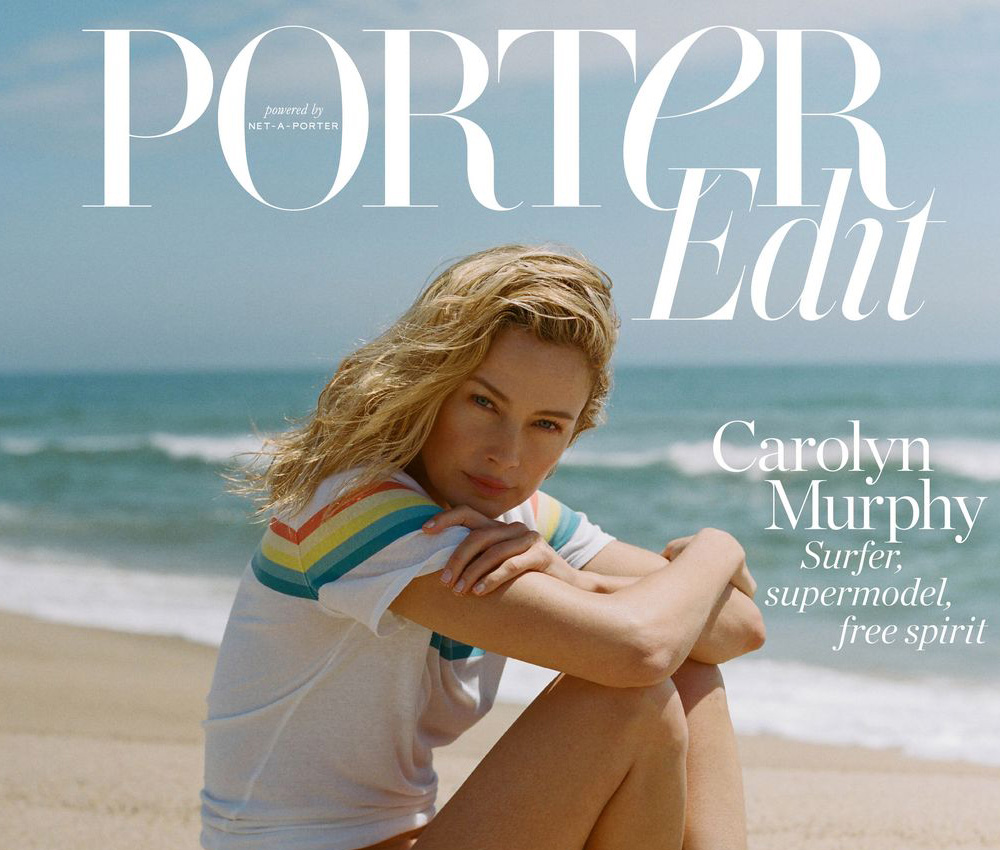 PORTeR
powered by
NET-A-PORTER
Edit
Carolyn
Murphy
Surfer,
supermodel,
free spirit